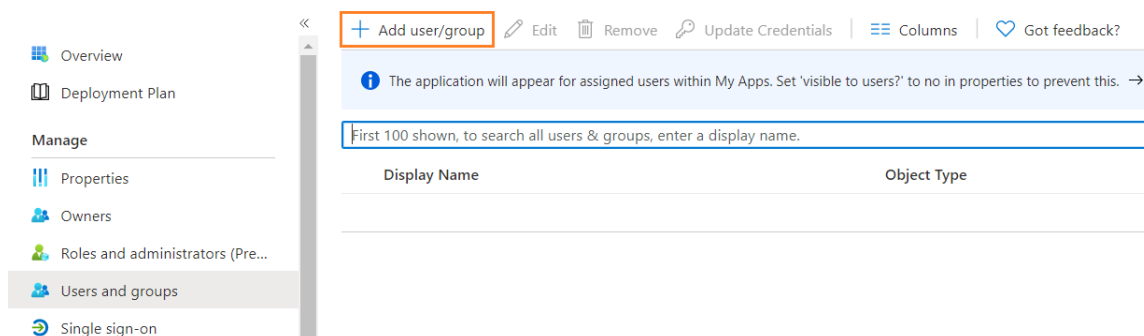 «
Overview
Deployment Plan
Manage
Properties
Owners
Roles and administrators (Pre...
Users and groups
Single sign-on
+ Add user/group Edit Remove Update Credentials Columns Got feedback?
The application will appear for assigned users within My Apps. Set 'visible to users?' to no in properties to prevent this. →
First 100 shown, to search all users & groups, enter a display name.
Display Name Object Type